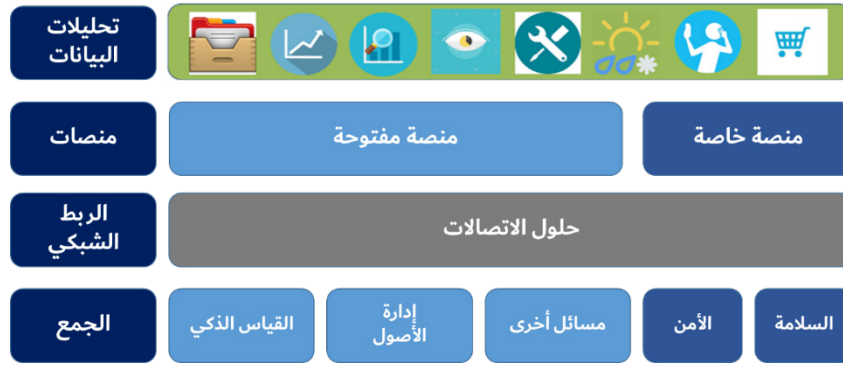 تحليلات
البيانات
منصات
منصة مفتوحة
منصة خاصة
الربط
الشبكي
حلول الاتصالات
الجمع
القياس الذكي
إدارة
الأصول
مسائل أخرى
الأمن
السلامة